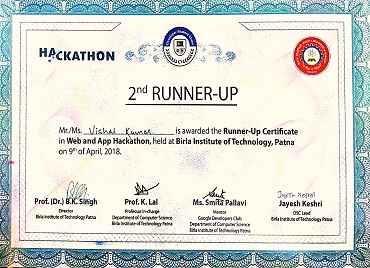 HACKATHON
2nd RUNNER-UP
Mr./Ms. Vishal Kumar is awarded the Runner-Up Certificate
in Web and App Hackathon, held at Birla Institute of Technology, Patna
on 9th of April, 2018.
Prof. (Dr.) B.K. Singh Prof. K. Lal Ms. Smita Pallavi Jayesh Keshri
Director Professor In-charge Mentor DSC Lead
Birla Institute of Technology Patna Department of Computer Science Google Developers Club Birla Institute of Technology Patna
Birla Institute of Technology Patna Department of Computer Science
Birla Institute of Technology Patna